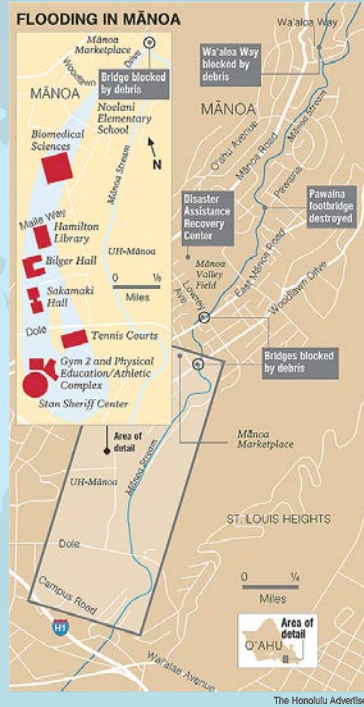 FLOODING IN MĀNOA
Mānoa
Marketplace
Woodlawn
Drive
Bridge blocked
by debris
MĀNOA
Noelani
Elementary
School
Biomedical
Sciences
Mānoa Stream
N
Maile Way
Hamilton
Library
Bilger Hall
UH-Mānoa
Sakamaki
Hall
0 ⅛
Miles
Dole
Tennis Courts
Gym 2 and Physical
Education/Athletic
Complex
Stan Sheriff Center
Wa'aloa Way
Wa'aloa Way
blocked by
debris
MĀNOA
O'ahu Avenue
Mānoa Road
Mānoa Stream
Pawaina
Disaster
Assistance
Recovery
Center
Pawaina
footbridge
destroyed
Mānoa
Valley
Field
East Mānoa Road
Woodlawn Drive
Lowrey
Ave.
Bridges blocked
by debris
Mānoa
Marketplace
Area of
detail
UH-Mānoa
Mānoa Stream
ST. LOUIS HEIGHTS
Dole
0 ¼
Miles
Campus Road
H1
Area of
detail
O'AHU
Wai'alae Avenue
The Honolulu Advertise